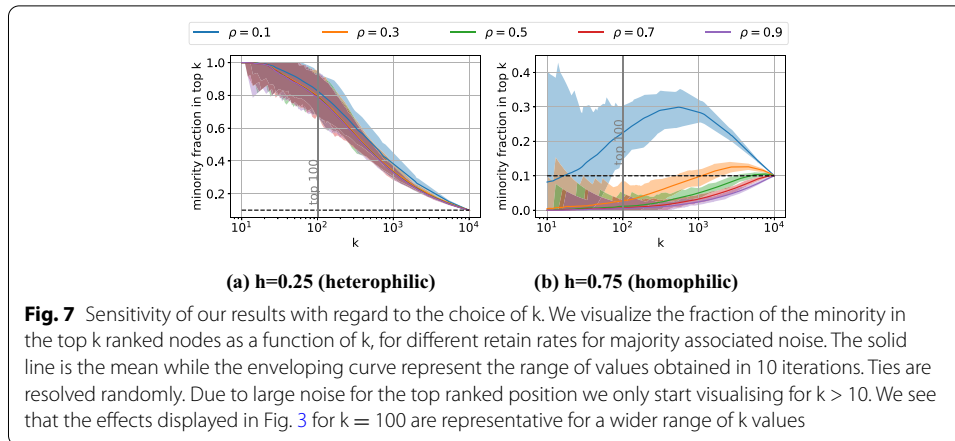 ρ = 0.1 ρ = 0.3 ρ = 0.5 ρ = 0.7 ρ = 0.9
minority fraction in top k
1.0
0.8
0.6
0.4
0.2
top 100
10¹ 10² 10³ 10⁴
k
minority fraction in top k
0.4
0.3
0.2
0.1
0.0
top 100
10¹ 10² 10³ 10⁴
k
(a) h=0.25 (heterophilic)
(b) h=0.75 (homophilic)
Fig. 7 Sensitivity of our results with regard to the choice of k. We visualize the fraction of the minority in
the top k ranked nodes as a function of k, for different retain rates for majority associated noise. The solid
line is the mean while the enveloping curve represent the range of values obtained in 10 iterations. Ties are
resolved randomly. Due to large noise for the top ranked position we only start visualising for k > 10. We see
that the effects displayed in Fig. 3 for k = 100 are representative for a wider range of k values